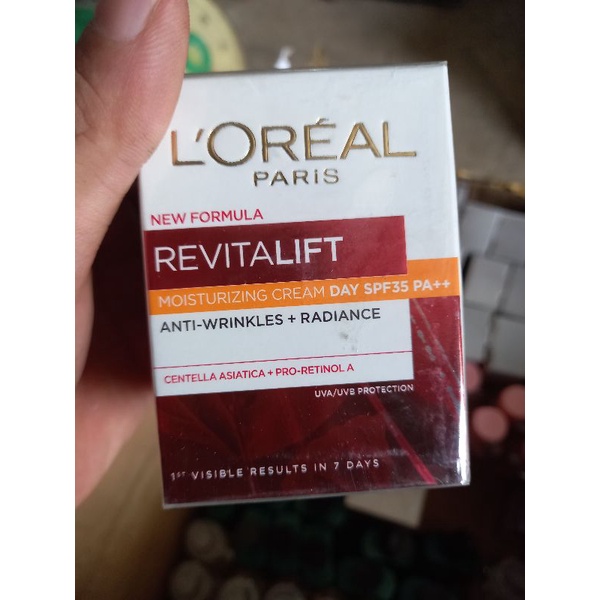 L'ORÉAL
PARiS
NEW FORMULA
REVITALIFT
MOISTURIZING CREAM DAY SPF35 PA++
ANTI-WRINKLES + RADIANCE
CENTELLA ASIATICA + PRO-RETINOL A
UVA/UVB PROTECTION
1ST VISIBLE RESULTS IN 7 DAYS